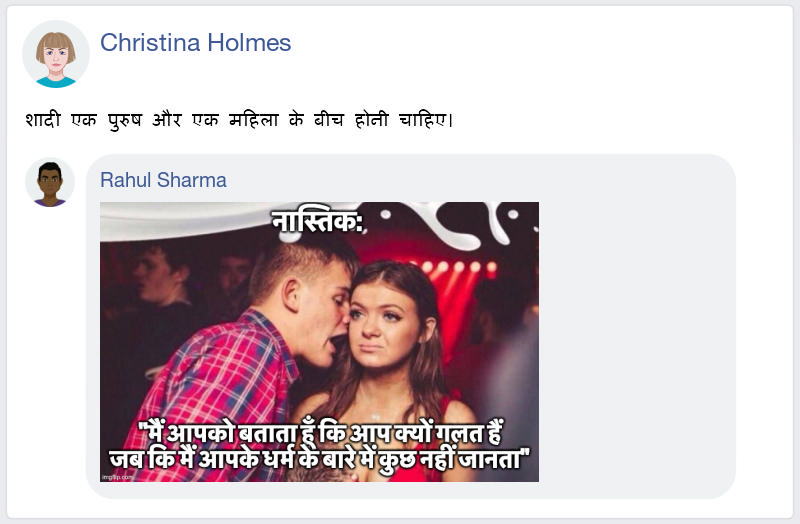 Christina Holmes
शादी एक पुरुष और एक महिला के बीच होनी चाहिए।
Rahul Sharma
नास्तिक:
"मैं आपको बताता हूँ कि आप क्यों गलत हैं
जब कि मैं आपके धर्म के बारे में कुछ नहीं जानता"
imgflip.com